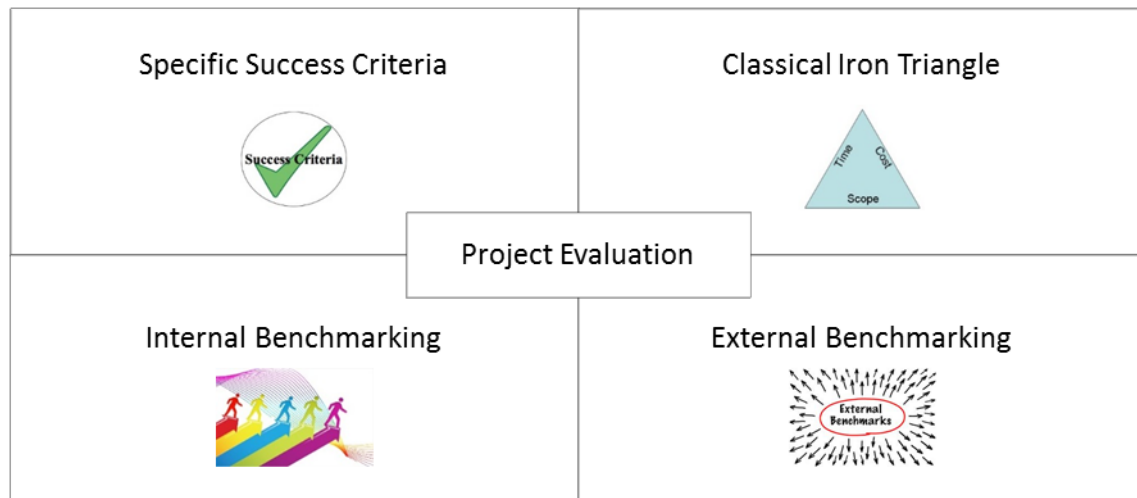 Specific Success Criteria
Success Criteria
Classical Iron Triangle
Time
Cost
Scope
Project Evaluation
Internal Benchmarking
External Benchmarking
External
Benchmarks